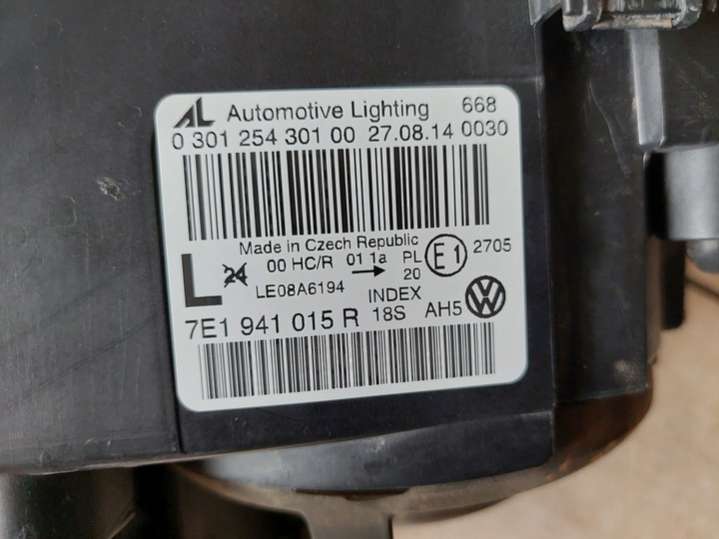 AL Automotive Lighting 668
0 301 254 301 00 27.08.14 0030
Made in Czech Republic
L 24 00 HC/R 01 1a PL E1 2705
20
LE08A6194 INDEX
7E1 941 015 R 18S AH5 VW